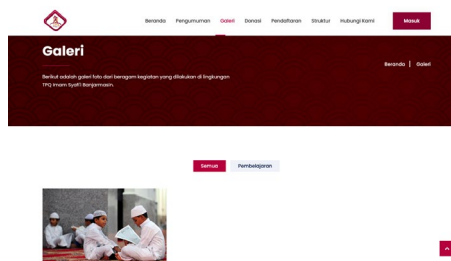 Beranda Pengumuman Galeri Donasi Pendaftaran Struktur Hubungi Kami Masuk
Galeri
Beranda | Galeri
Berikut adalah galeri foto dari beragam kegiatan yang dilakukan di lingkungan
TPQ Imam Syafi'i Banjarmasin.
Semua Pembelajaran